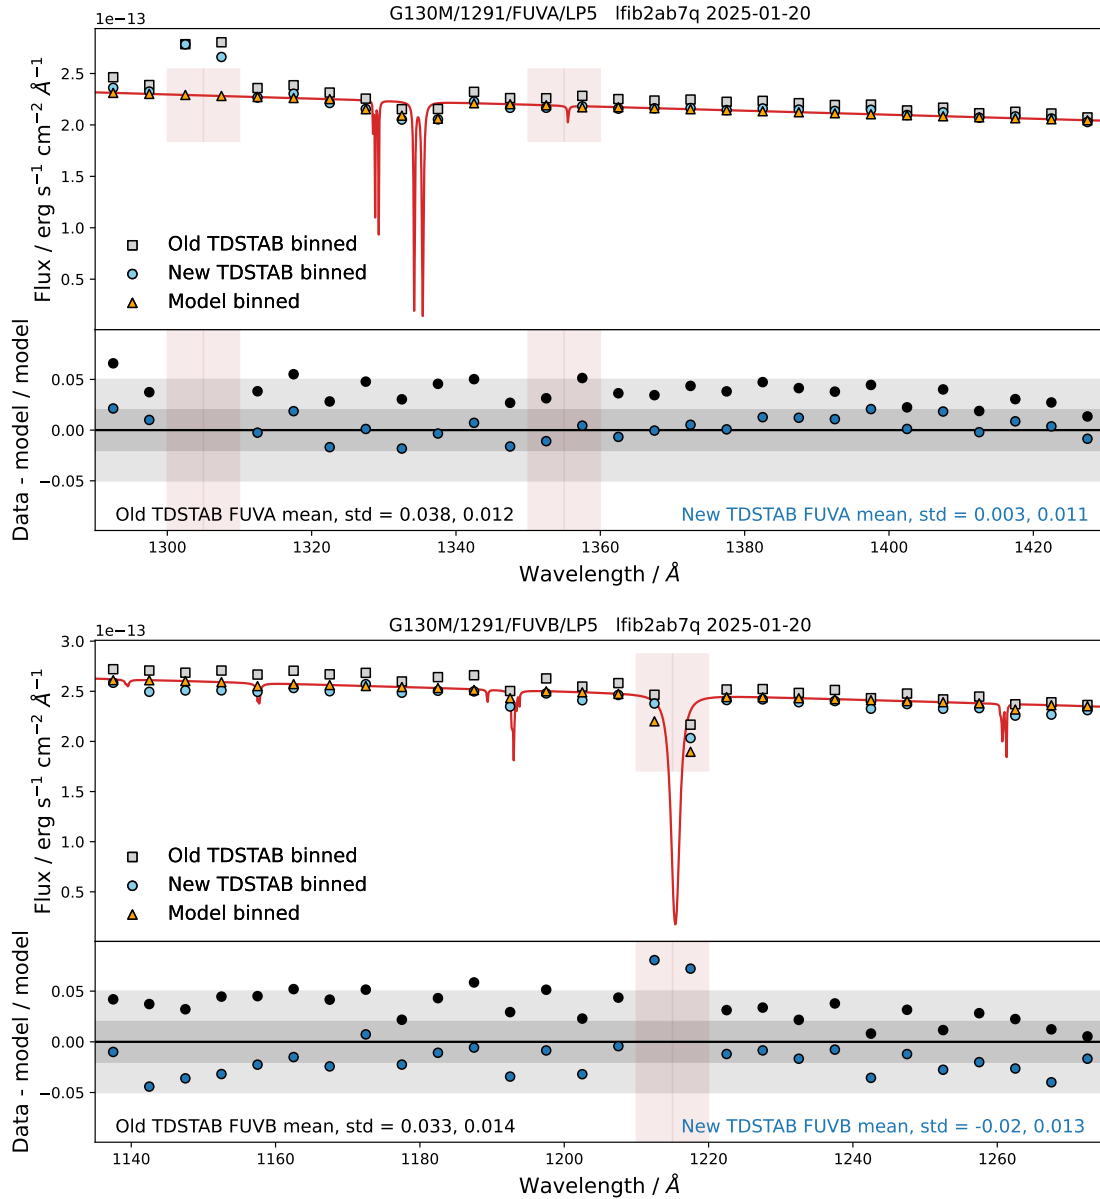 G130M/1291/FUVA/LP5 lfib2ab7q 2025-01-20
1e−13
Flux / erg s−1 cm−2 Å−1
2.5
2.0
1.5
1.0
0.5
Old TDSTAB binned
New TDSTAB binned
Model binned
Data - model / model
0.05
0.00
−0.05
Old TDSTAB FUVA mean, std = 0.038, 0.012
New TDSTAB FUVA mean, std = 0.003, 0.011
1300 1320 1340 1360 1380 1400 1420
Wavelength / Å
G130M/1291/FUVB/LP5 lfib2ab7q 2025-01-20
1e−13
Flux / erg s−1 cm−2 Å−1
3.0
2.5
2.0
1.5
1.0
0.5
Old TDSTAB binned
New TDSTAB binned
Model binned
Data - model / model
0.05
0.00
−0.05
Old TDSTAB FUVB mean, std = 0.033, 0.014
New TDSTAB FUVB mean, std = -0.02, 0.013
1140 1160 1180 1200 1220 1240 1260
Wavelength / Å